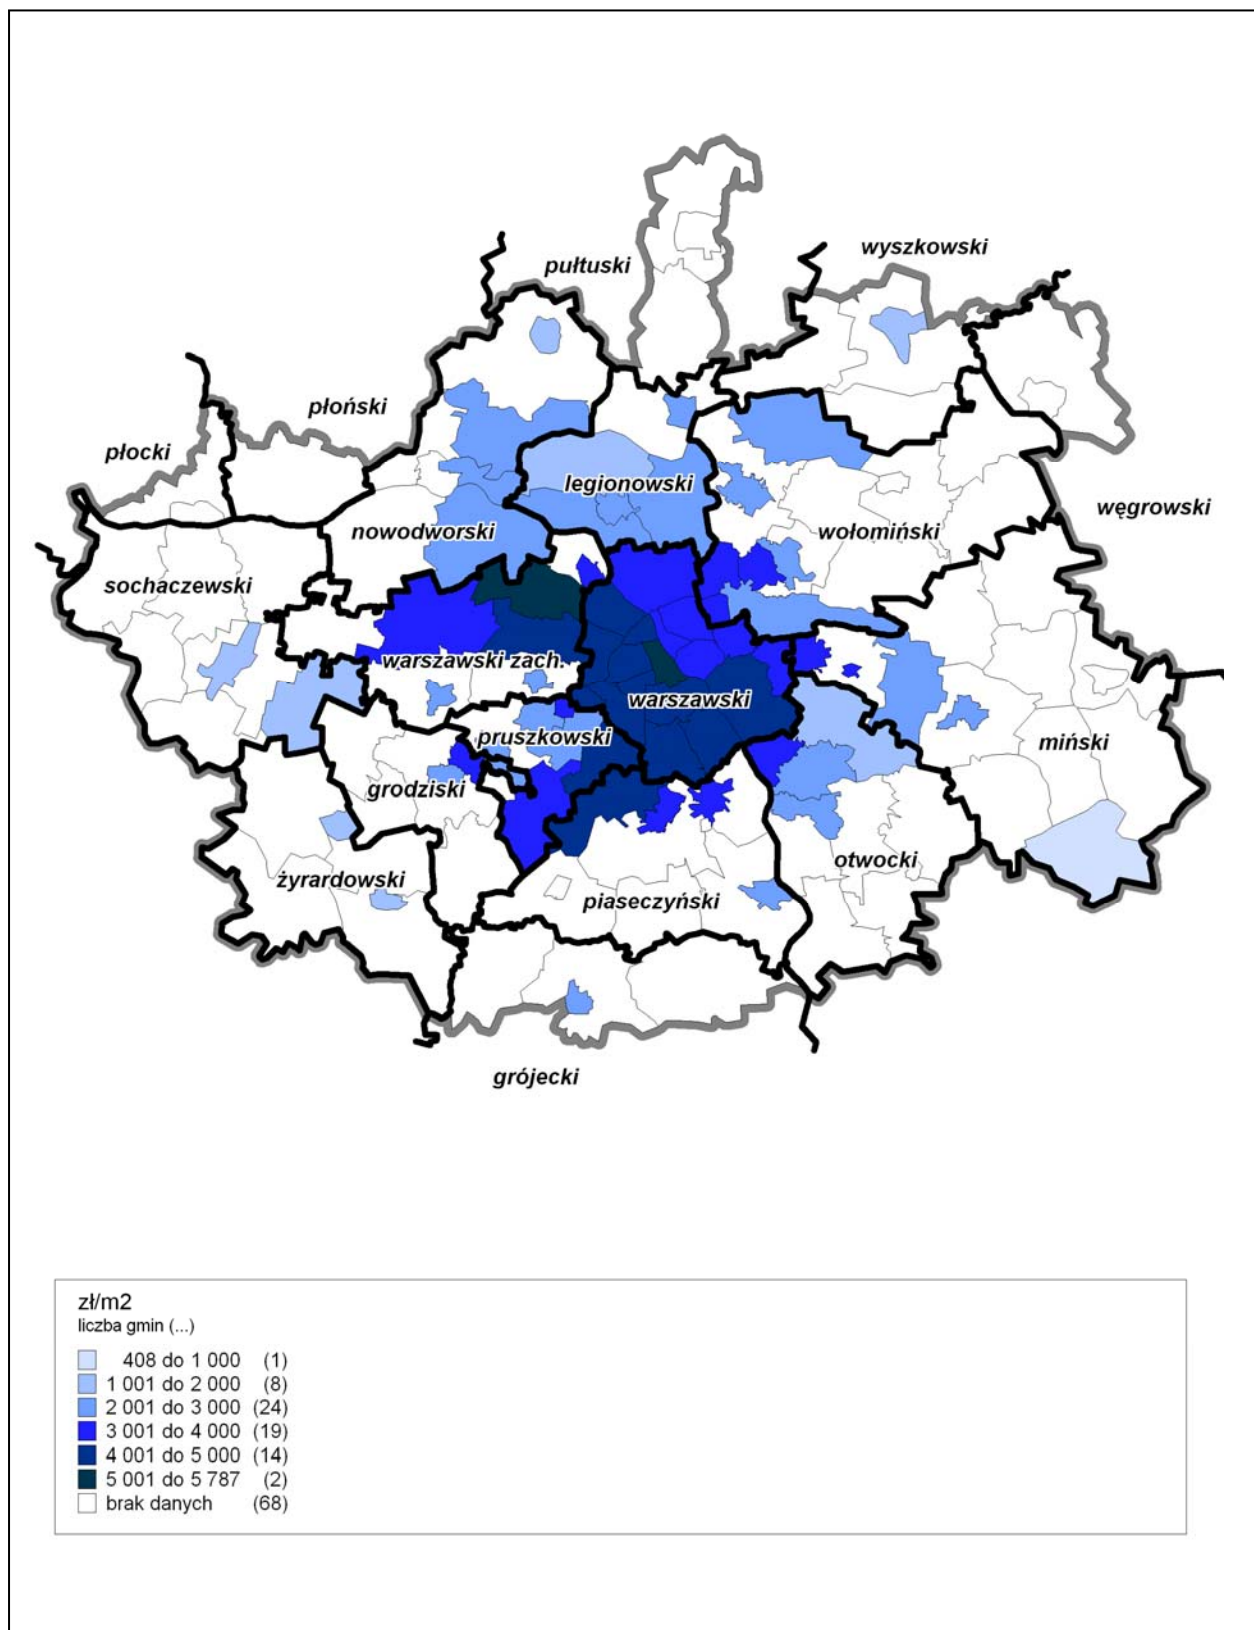 wyszkowski
pułtuski
płoński
płocki
legionowski
węgrowski
nowodworski
wołomiński
sochaczewski
warszawski zach.
warszawski
pruszkowski
miński
grodziski
otwocki
żyrardowski
piaseczyński
grójecki
zł/m2
liczba gmin (...)
408 do 1 000 (1)
1 001 do 2 000 (8)
2 001 do 3 000 (24)
3 001 do 4 000 (19)
4 001 do 5 000 (14)
5 001 do 5 787 (2)
brak danych (68)